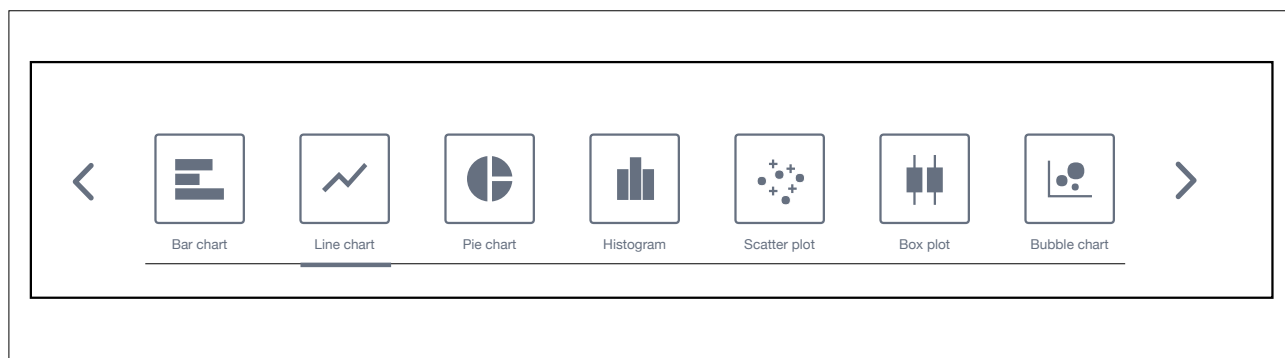 Bar chart
Line chart
Pie chart
Histogram
Scatter plot
Box plot
Bubble chart